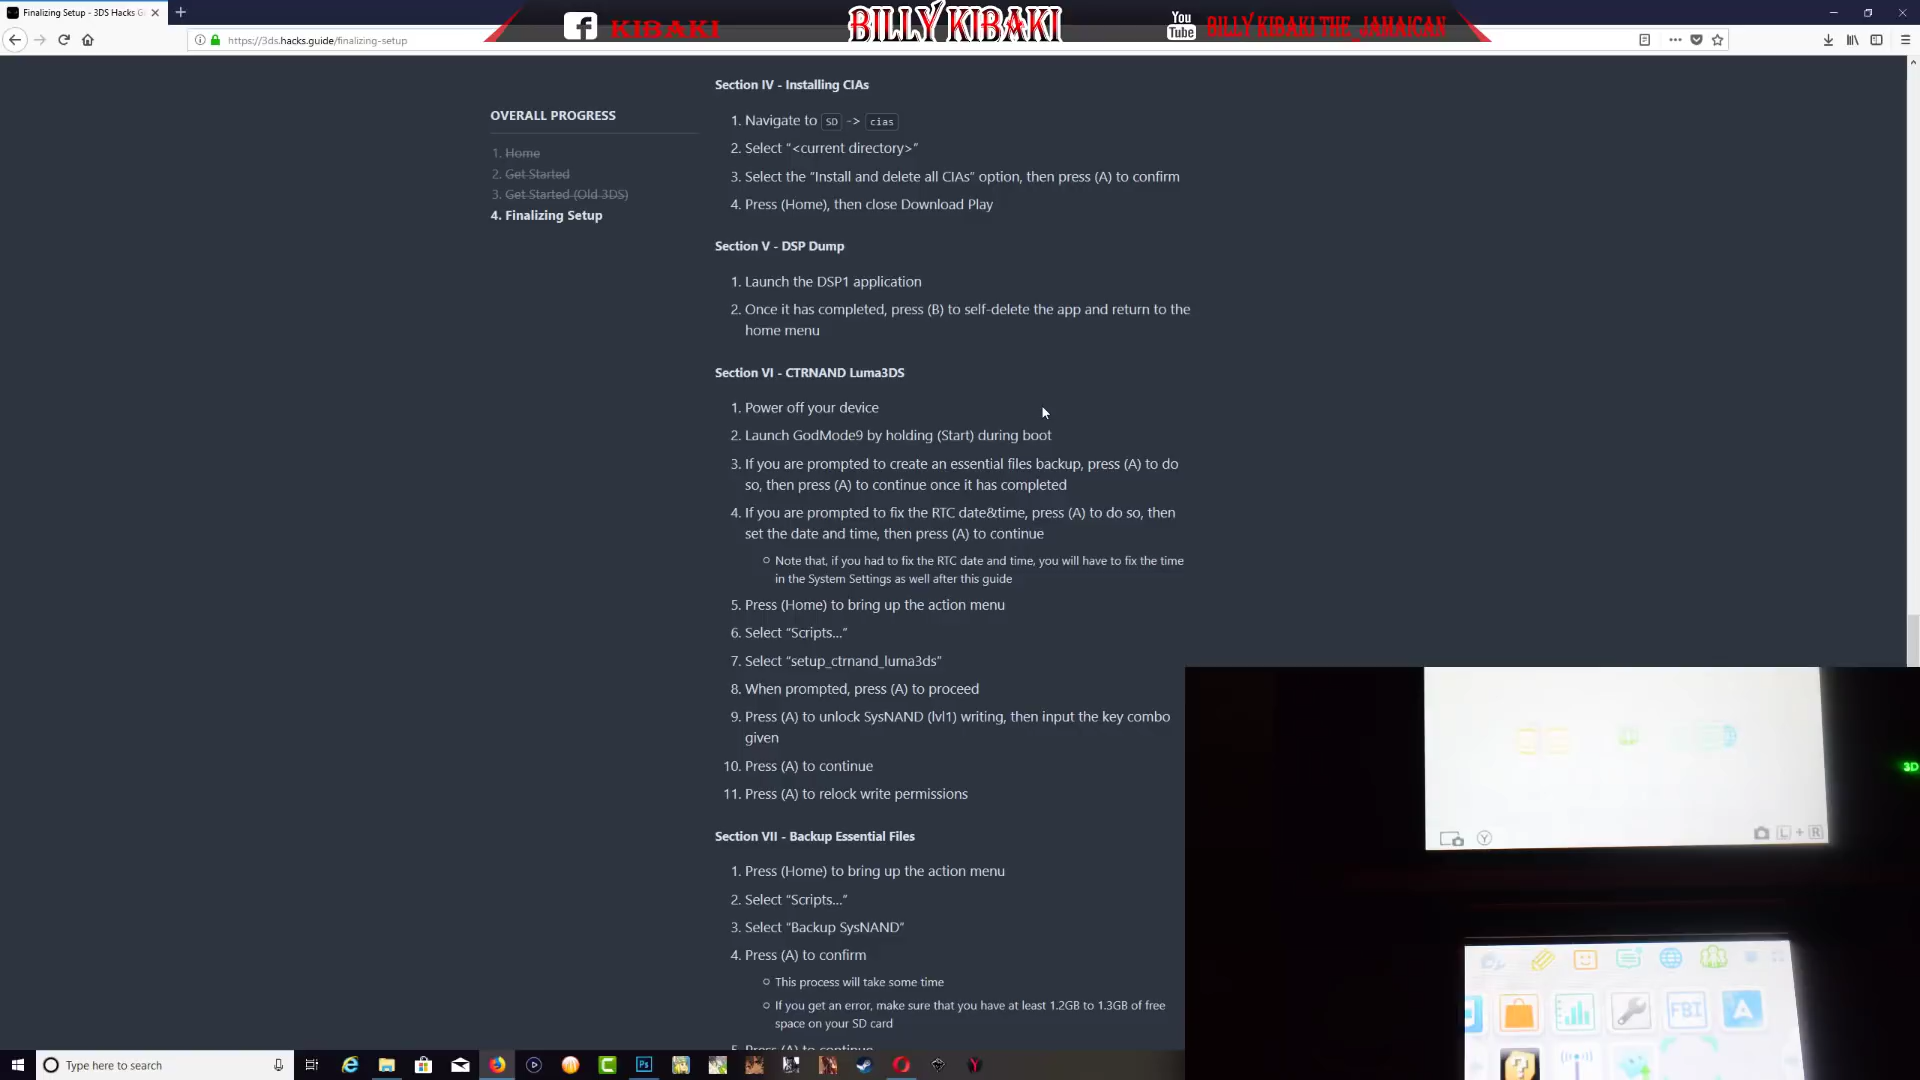 Finalizing Setup - 3DS Hacks G
KIBAKI
BILLY KIBAKI
You
Tube
BILLY KIBAKI THE_JAMAICAN
https://3ds.hacks.guide/finalizing-setup
OVERALL PROGRESS
1. Home
2. Get Started
3. Get Started (Old 3DS)
4. Finalizing Setup
Section IV - Installing CIAs
1. Navigate to SD -> cias
2. Select “<current directory>”
3. Select the “Install and delete all CIAs” option, then press (A) to confirm
4. Press (Home), then close Download Play
Section V - DSP Dump
1. Launch the DSP1 application
2. Once it has completed, press (B) to self-delete the app and return to the
home menu
Section VI - CTRNAND Luma3DS
1. Power off your device
2. Launch GodMode9 by holding (Start) during boot
3. If you are prompted to create an essential files backup, press (A) to do
so, then press (A) to continue once it has completed
4. If you are prompted to fix the RTC date&time, press (A) to do so, then
set the date and time, then press (A) to continue
Note that, if you had to fix the RTC date and time, you will have to fix the time
in the System Settings as well after this guide
5. Press (Home) to bring up the action menu
6. Select “Scripts…”
7. Select “setup_ctrnand_luma3ds”
8. When prompted, press (A) to proceed
9. Press (A) to unlock SysNAND (lvl1) writing, then input the key combo
given
10. Press (A) to continue
11. Press (A) to relock write permissions
Section VII - Backup Essential Files
1. Press (Home) to bring up the action menu
2. Select “Scripts…”
3. Select “Backup SysNAND”
4. Press (A) to confirm
This process will take some time
If you get an error, make sure that you have at least 1.2GB to 1.3GB of free
space on your SD card
5. Press (A) to continue
3D
Y
L + R
FBI
A
Type here to search